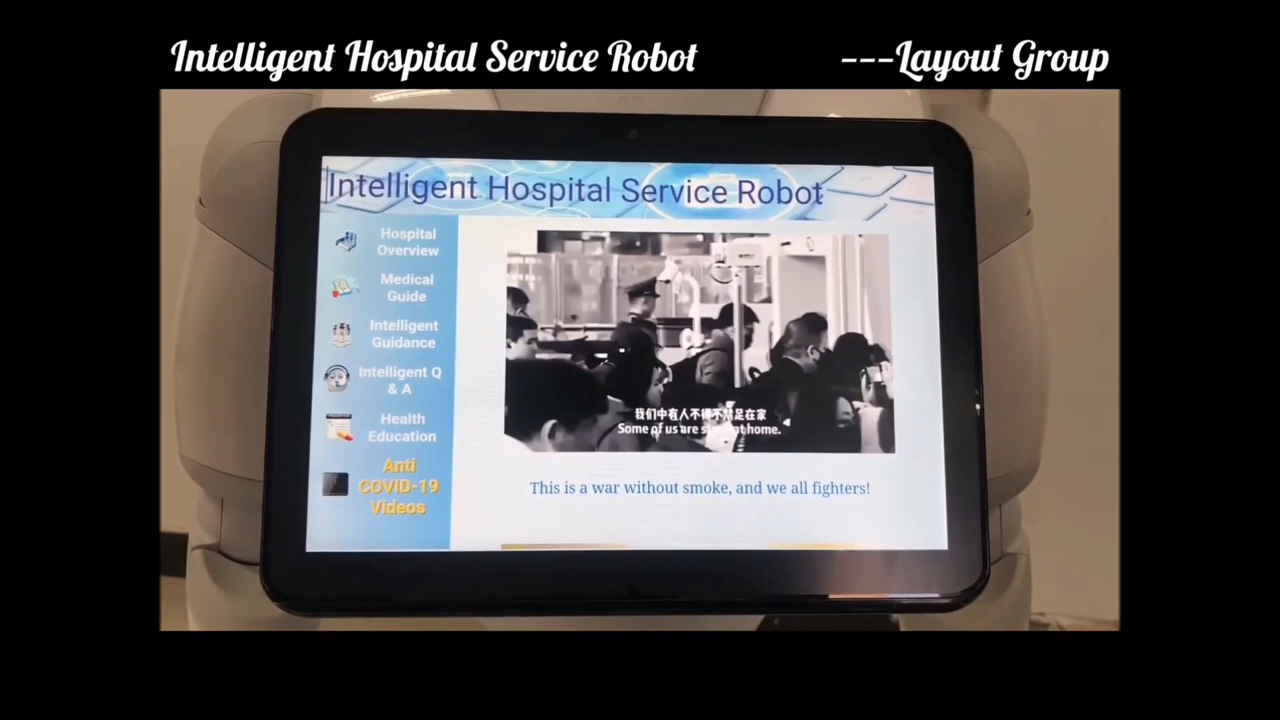 Intelligent Hospital Service Robot
---Layout Group
Intelligent Hospital Service Robot
Hospital
Overview
Medical
Guide
Intelligent
Guidance
Intelligent Q
& A
Health
Education
Anti
COVID-19
Videos
我们中有人不得不禁足在家
Some of us are at home.
This is a war without smoke, and we all fighters!